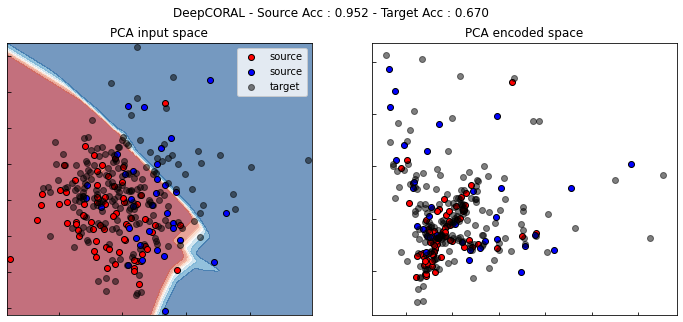 DeepCORAL - Source Acc : 0.952 - Target Acc : 0.670
PCA input space
PCA encoded space
source
source
target